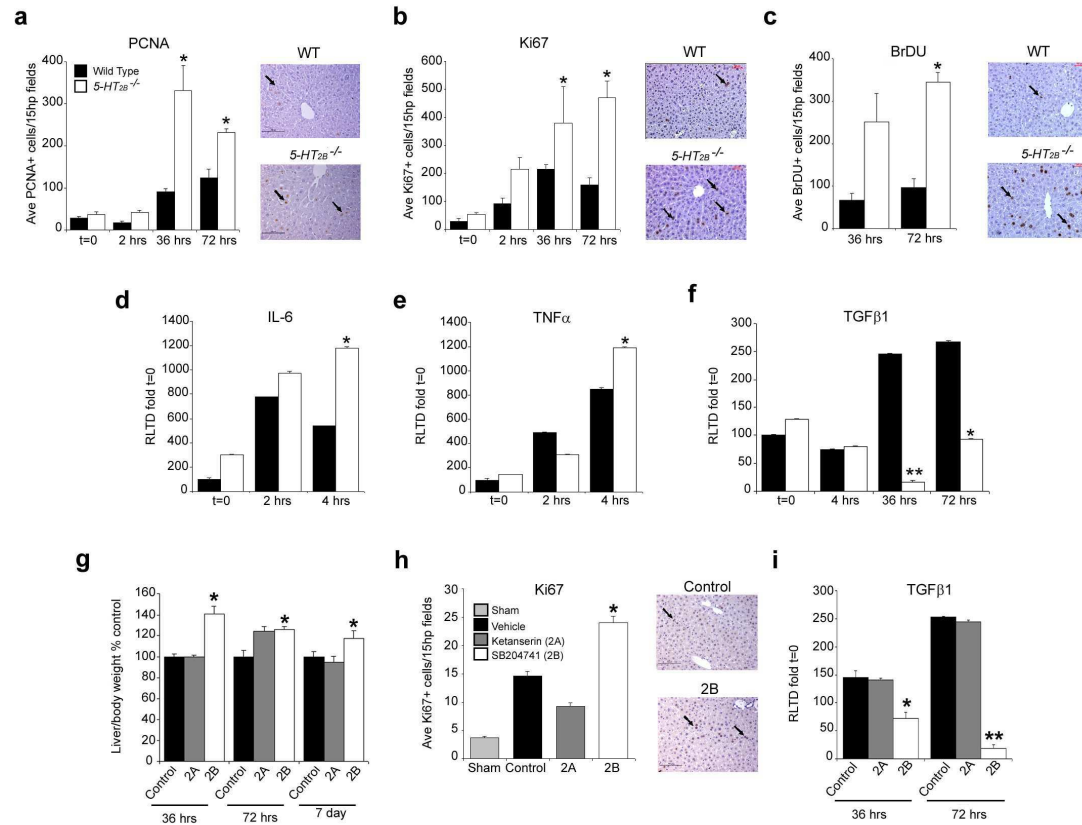 a
PCNA
Wild Type
5-HT2B -/-
Ave PCNA+ cells/15hp fields
400
300
200
100
0
t=0 2 hrs 36 hrs 72 hrs
* *
WT
5-HT2B -/-
b
Ki67
Ave Ki67+ cells/15hp fields
600
500
400
300
200
100
00
t=0 2 hrs 36 hrs 72 hrs
* *
WT
5-HT2B -/-
c
BrDU
Ave BrDU+ cells/15hp fields
400
300
200
100
00
36 hrs 72 hrs
*
WT
5-HT2B -/-
d
IL-6
RLTD fold t=0
1400
1200
1000
800
600
400
200
0
t=0 2 hrs 4 hrs
*
e
TNFα
RLTD fold t=0
1400
1200
1000
800
600
400
200
0
t=0 2 hrs 4 hrs
*
f
TGFβ1
RLTD fold t=0
300
250
200
150
100
50
0
t=0 4 hrs 36 hrs 72 hrs
** *
g
Liver/body weight % control
160
140
120
100
80
60
40
20
0
* * *
Control 2A 2B Control 2A 2B Control 2A 2B
36 hrs 72 hrs 7 day
h
Ki67
Sham
Vehicle
Ketanserin (2A)
SB204741 (2B)
Ave Ki67+ cells/15hp fields
30
25
20
15
10
5
0
Sham Control 2A 2B
*
Control
2B
i
TGFβ1
RLTD fold t=0
300
250
200
150
100
50
0
* **
Control 2A 2B Control 2A 2B
36 hrs 72 hrs